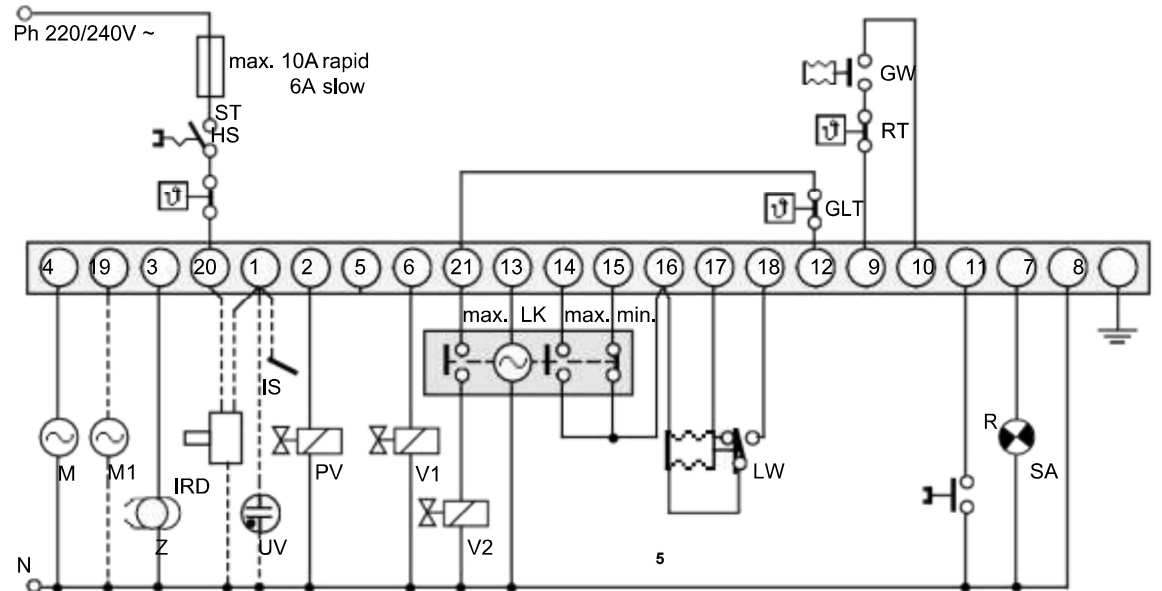 Ph 220/240V ~
max. 10A rapid
6A slow
ST
HS
ϑ
GW
ϑ RT
ϑ GLT
4 19 3 20 1 2 5 6 21 13 14 15 16 17 18 12 9 10 11 7 8
max. LK max. min.
IS
R
M M1 IRD PV V1 LW SA
Z UV V2
5
N